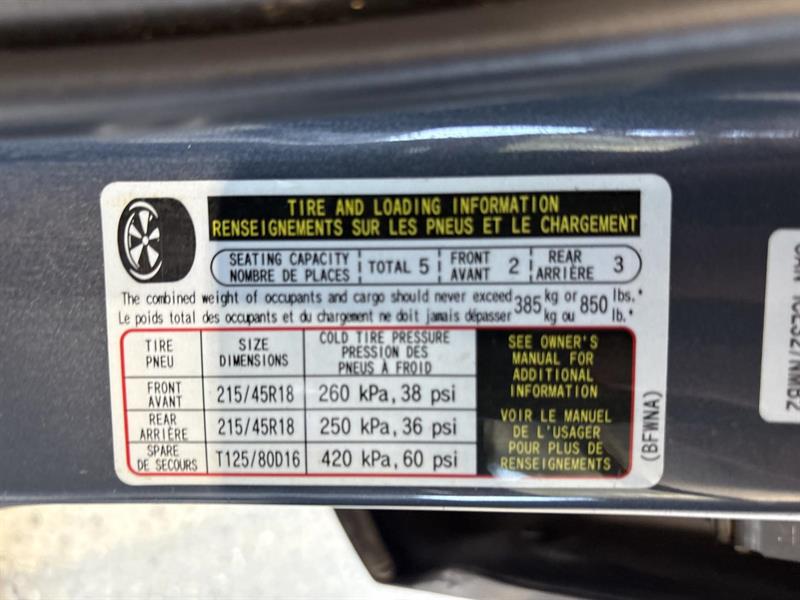 TIRE AND LOADING INFORMATION
RENSEIGNEMENTS SUR LES PNEUS ET LE CHARGEMENT
SEATING CAPACITY
NOMBRE DE PLACES
TOTAL 5
FRONT
AVANT
2
REAR
ARRIÈRE
3
The combined weight of occupants and cargo should never exceed 385 kg or 850 lbs.*
Le poids total des occupants et du chargement ne doit jamais dépasser kg ou lb.*
TIRE
PNEU
SIZE
DIMENSIONS
COLD TIRE PRESSURE
PRESSION DES
PNEUS À FROID
FRONT
AVANT
215/45R18
260 kPa, 38 psi
REAR
ARRIÈRE
215/45R18
250 kPa, 36 psi
SPARE
DE SECOURS
T125/80D16
420 kPa, 60 psi
SEE OWNER'S
MANUAL FOR
ADDITIONAL
INFORMATION
VOIR LE MANUEL
DE L'USAGER
POUR PLUS DE
RENSEIGNEMENTS
(BFWNA)